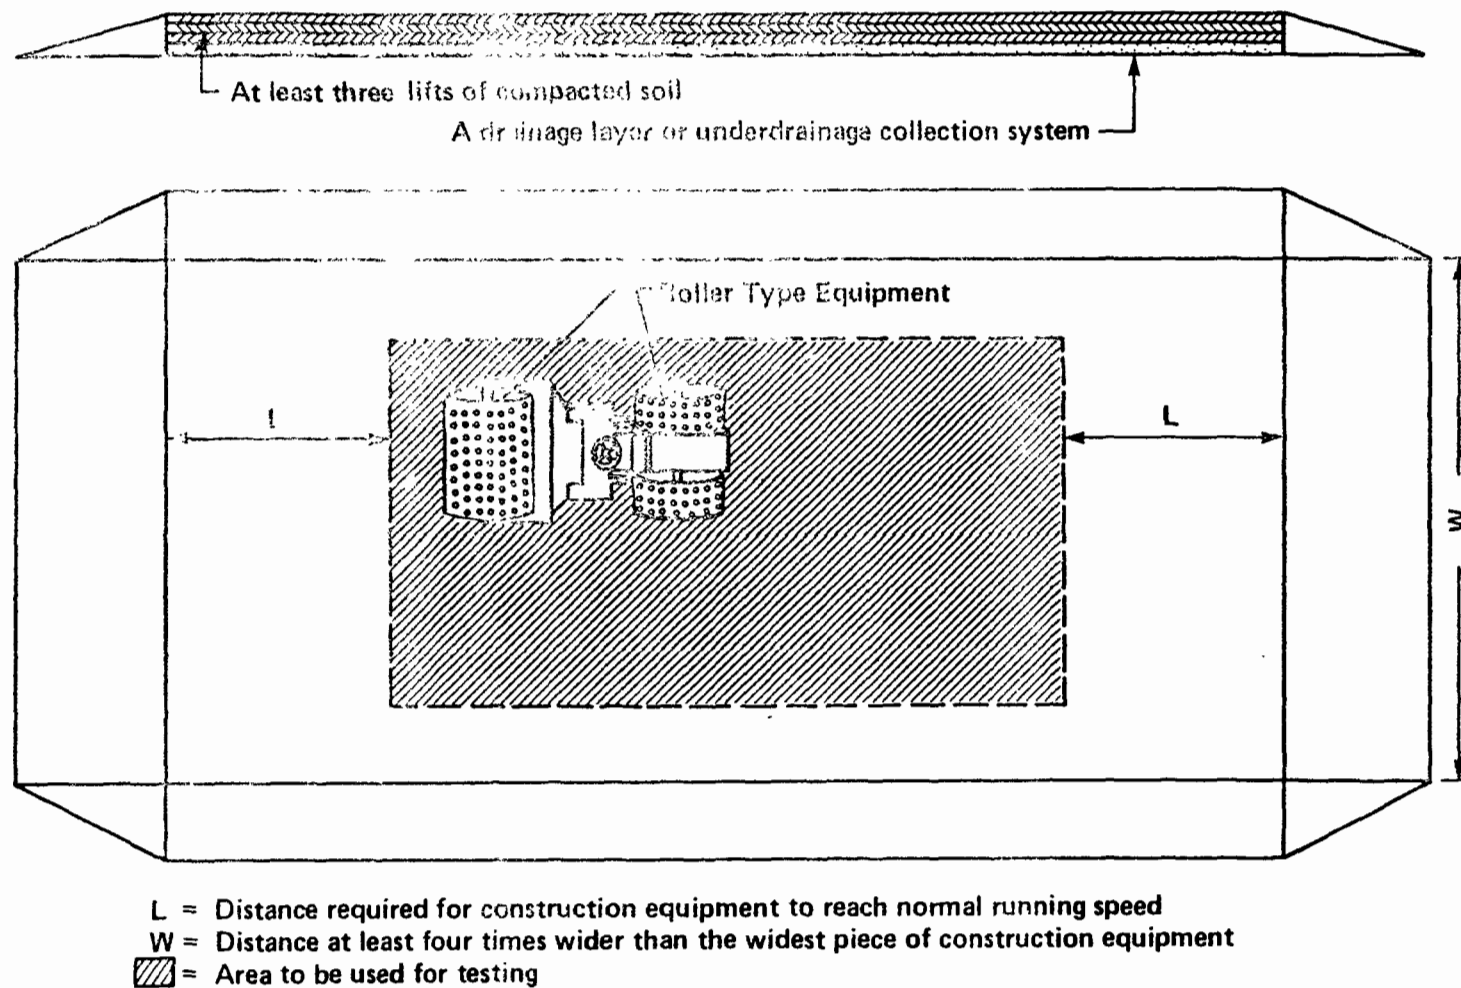 At least three lifts of compacted soil
A drainage layer or underdrainaga collection system
Roller Type Equipment
L
L
W
L = Distance required for construction equipment to reach normal running speed
W = Distance at least four times wider than the widest piece of construction equipment
= Area to be used for testing